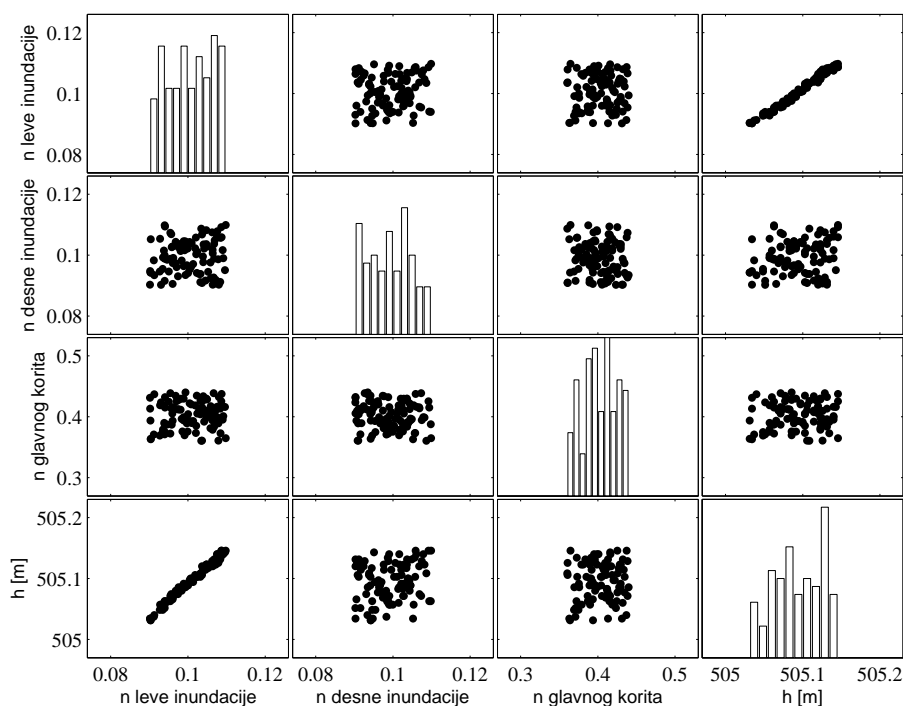 n leve inundacije
0.12
0.1
0.08
n desne inundacije
0.12
0.1
0.08
n glavnog korita
0.5
0.4
0.3
h [m]
505.2
505.1
505
0.08 0.1 0.12
0.08 0.1 0.12
0.3 0.4 0.5
505 505.1 505.2
n leve inundacije
n desne inundacije
n glavnog korita
h [m]